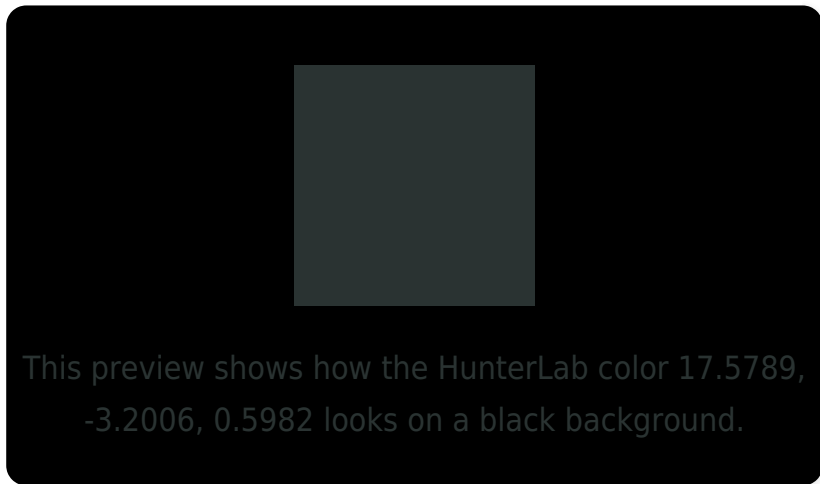 This preview shows how the HunterLab color 17.5789,
-3.2006, 0.5982 looks on a black background.